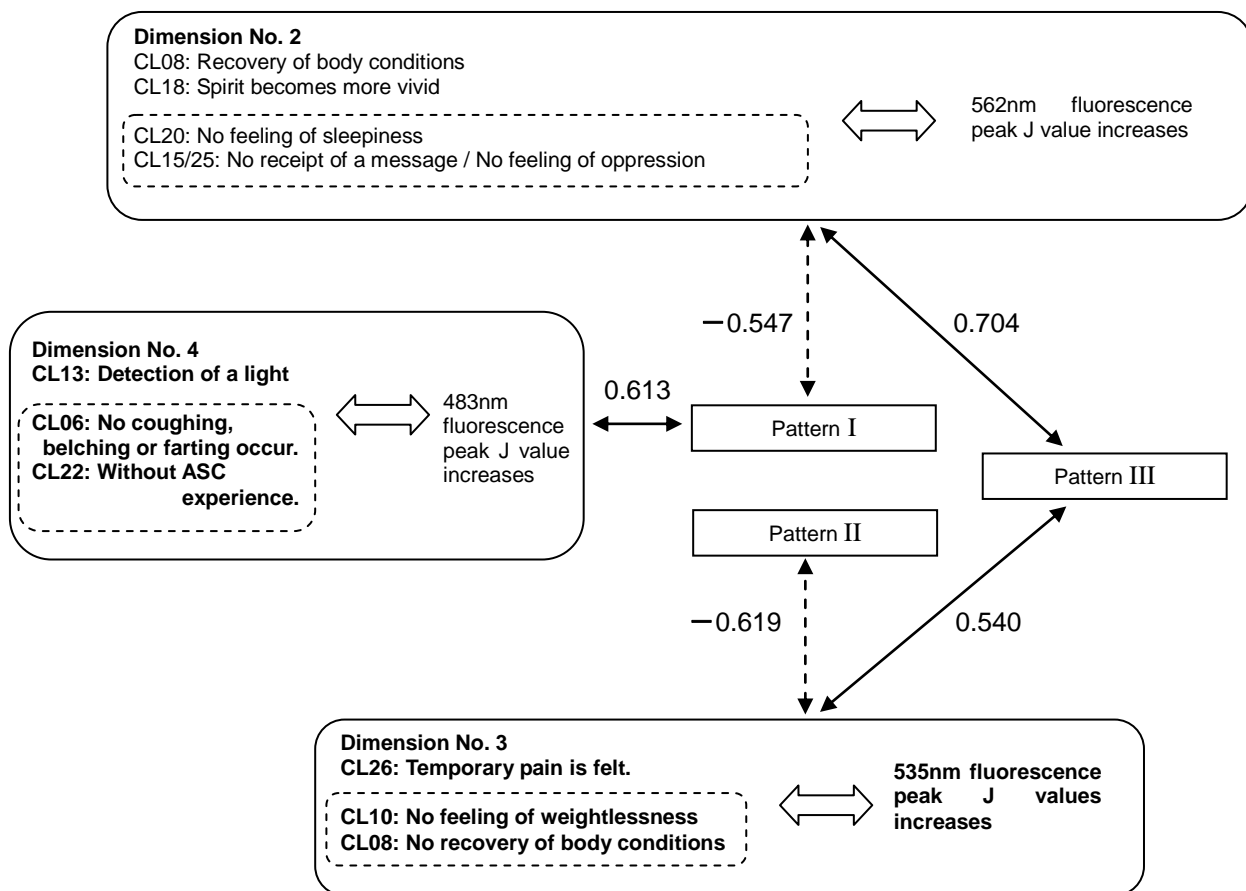 Dimension No. 2
CL08: Recovery of body conditions
CL18: Spirit becomes more vivid
CL20: No feeling of sleepiness
CL15/25: No receipt of a message / No feeling of oppression
562nm fluorescence
peak J value increases
−0.547
0.704
Dimension No. 4
CL13: Detection of a light
CL06: No coughing,
belching or farting occur.
CL22: Without ASC
experience.
483nm
fluorescence
peak J value
increases
0.613
Pattern I
Pattern III
Pattern II
−0.619
0.540
Dimension No. 3
CL26: Temporary pain is felt.
CL10: No feeling of weightlessness
CL08: No recovery of body conditions
535nm fluorescence
peak J values
increases